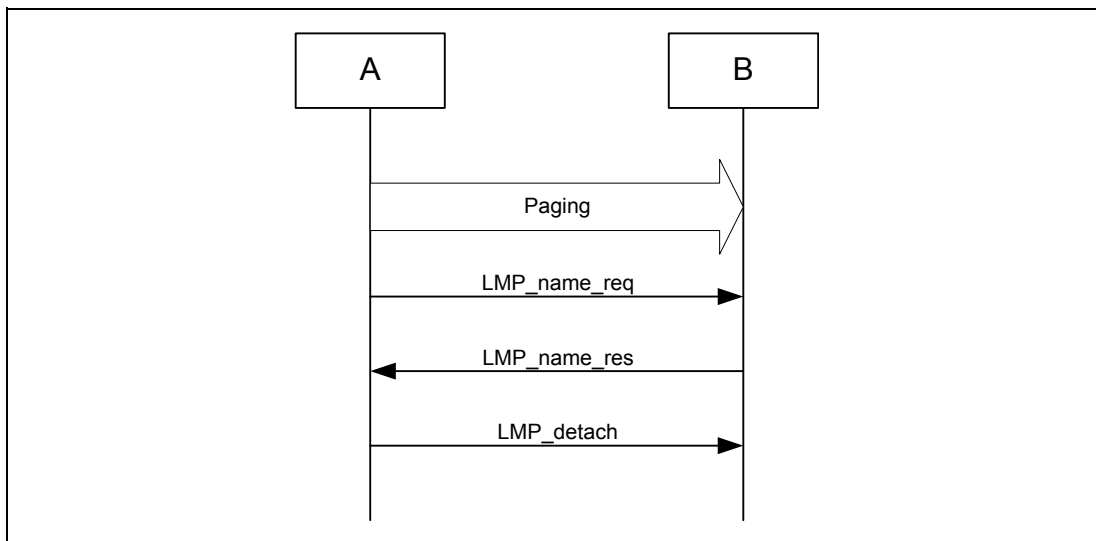 A
B
Paging
LMP_name_req
LMP_name_res
LMP_detach